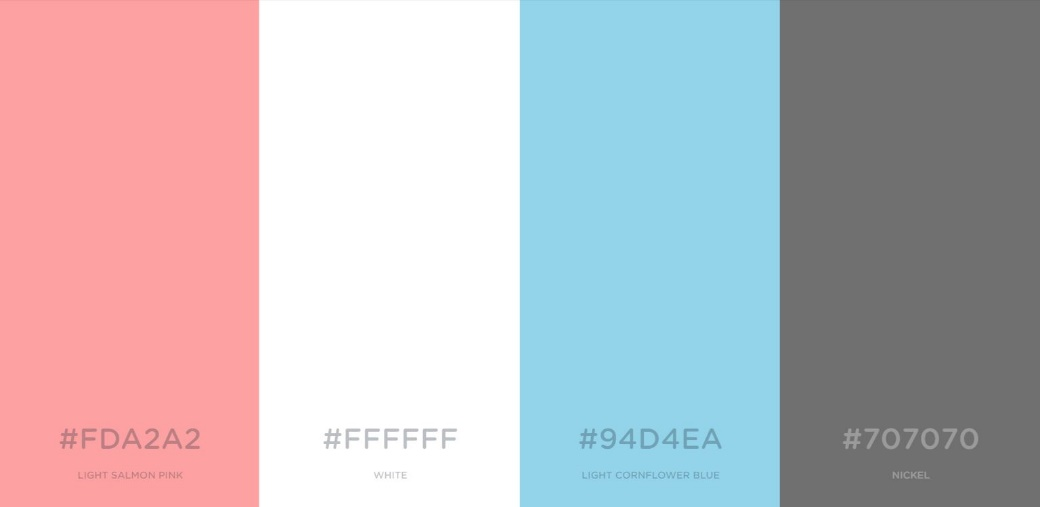 #FDA2A2
LIGHT SALMON PINK
#FFFFFF
WHITE
#94D4EA
LIGHT CORNFLOWER BLUE
#707070
NICKEL